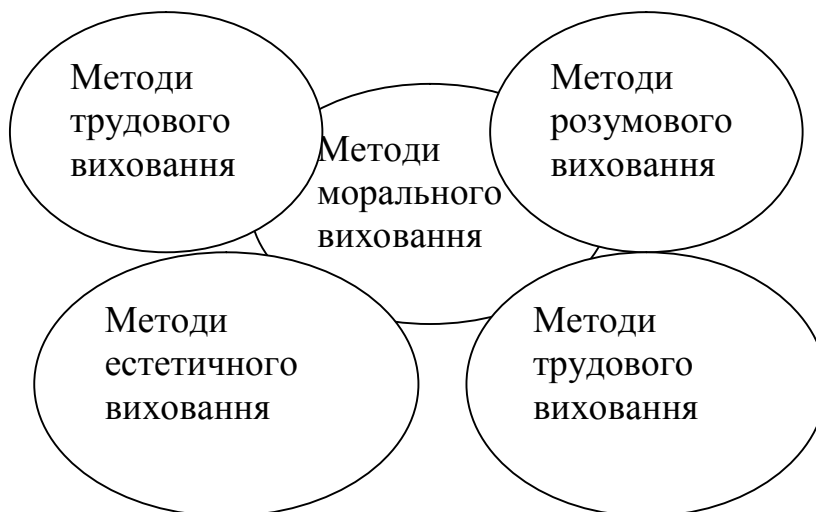 Методи
трудового
виховання
Методи
розумового
виховання
Методи
морального
виховання
Методи
естетичного
виховання
Методи
трудового
виховання